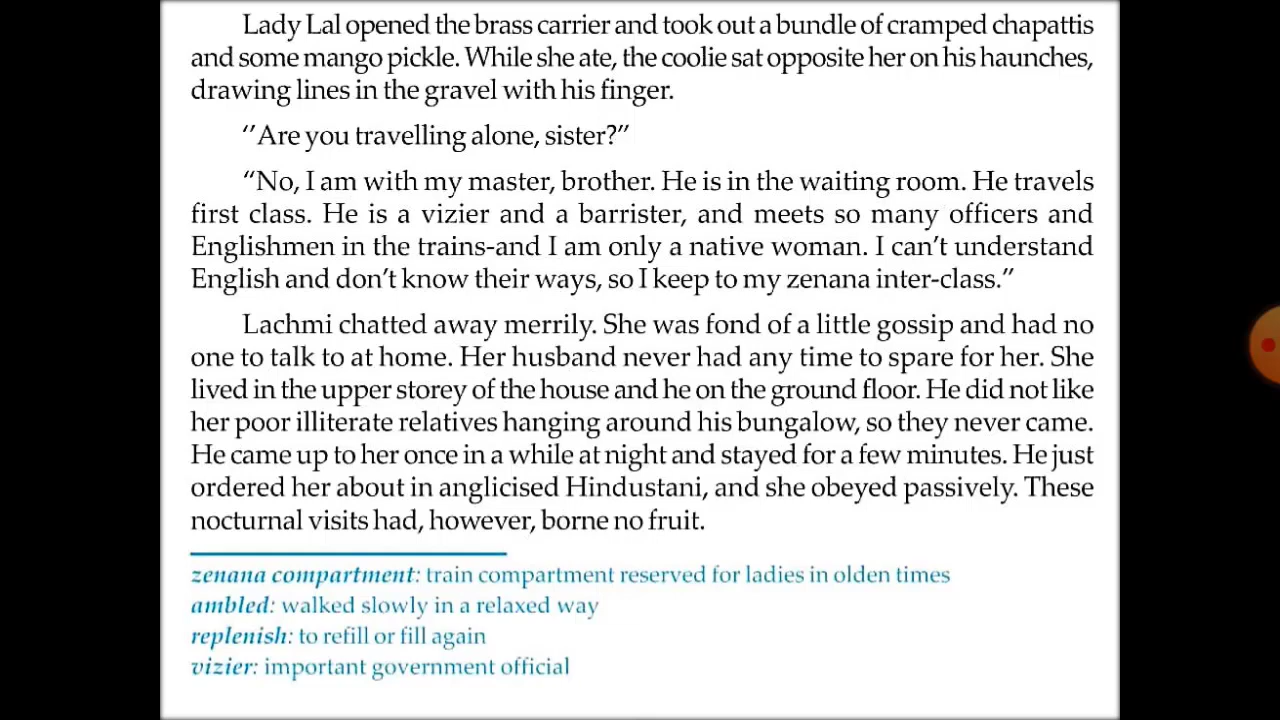 Lady Lal opened the brass carrier and took out a bundle of cramped chapattis
and some mango pickle. While she ate, the coolie sat opposite her on his haunches,
drawing lines in the gravel with his finger.
′′Are you travelling alone, sister?”
“No, I am with my master, brother. He is in the waiting room. He travels
first class. He is a vizier and a barrister, and meets so many officers and
Englishmen in the trains-and I am only a native woman. I can’t understand
English and don’t know their ways, so I keep to my zenana inter-class.”
Lachmi chatted away merrily. She was fond of a little gossip and had no
one to talk to at home. Her husband never had any time to spare for her. She
lived in the upper storey of the house and he on the ground floor. He did not like
her poor illiterate relatives hanging around his bungalow, so they never came.
He came up to her once in a while at night and stayed for a few minutes. He just
ordered her about in anglicised Hindustani, and she obeyed passively. These
nocturnal visits had, however, borne no fruit.
zenana compartment: train compartment reserved for ladies in olden times
ambled: walked slowly in a relaxed way
replenish: to refill or fill again
vizier: important government official